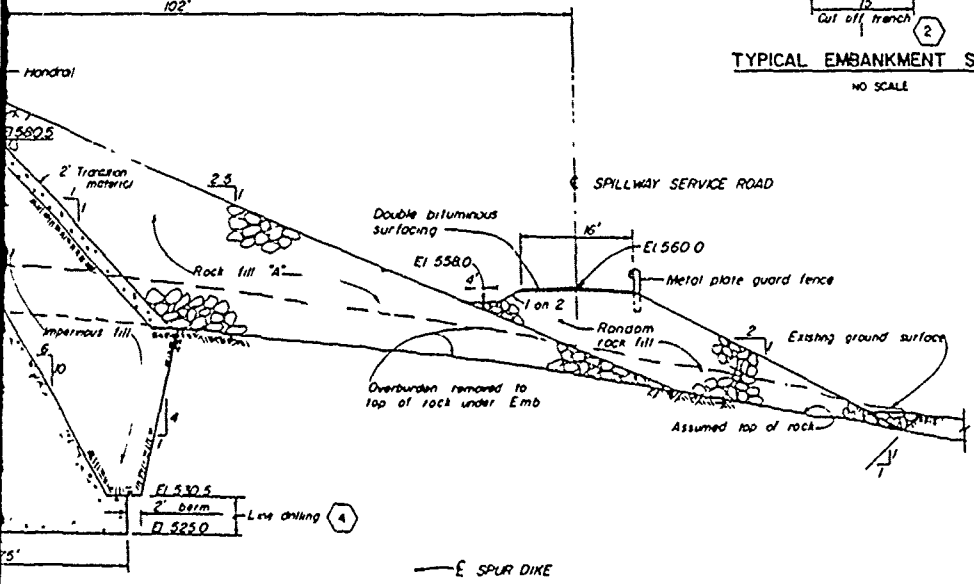 102'
15'
Cut off trench
2
TYPICAL EMBANKMENT S
NO SCALE
Handrail
El 580.5
2' Transition
material
1
1
2.5
1
℄ SPILLWAY SERVICE ROAD
Double bituminous
surfacing
16'
El. 560.0
El 558.0
4'
Metal plate guard fence
Rock fill "A"
1 on 2
Random
rock fill
2
1
Existing ground surface
Impervious fill
6
10
Overburden removed to
top of rock under Emb
Assumed top of rock
4
1
1
1
El. 530.5
2' berm
El 525.0
Line drilling
4
75'
℄ SPUR DIKE